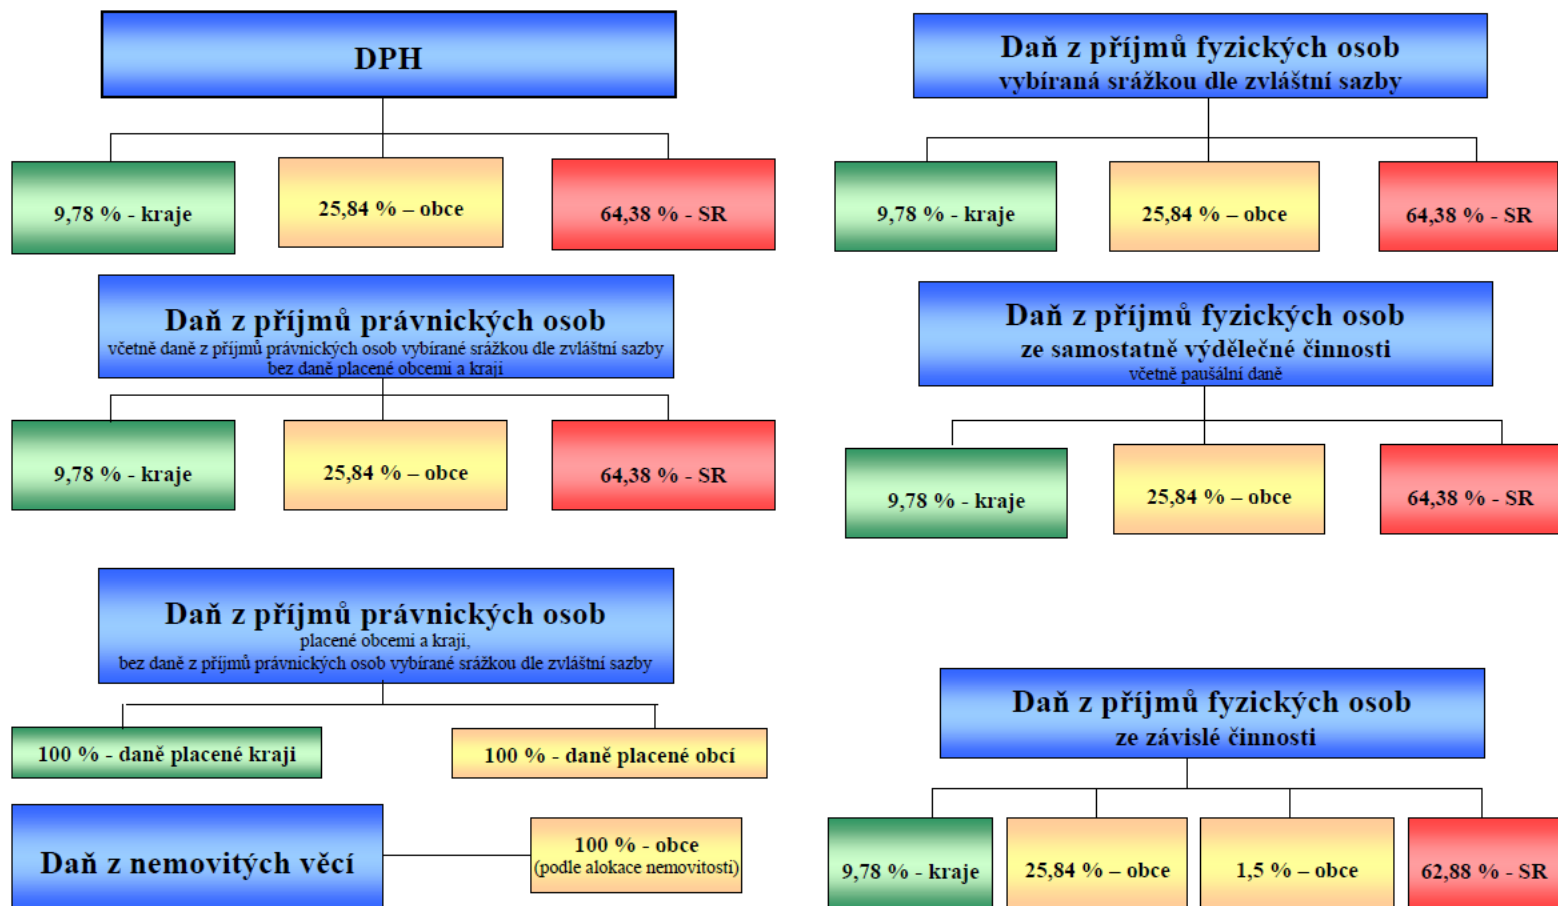 DPH
9,78 % - kraje
25,84 % – obce
64,38 % - SR
Daň z příjmů právnických osob
včetně daně z příjmů právnických osob vybírané srážkou dle zvláštní sazby
bez daně placené obcemi a kraji
9,78 % - kraje
25,84 % – obce
64,38 % - SR
Daň z příjmů právnických osob
placené obcemi a kraji,
bez daně z příjmů právnických osob vybírané srážkou dle zvláštní sazby
100 % - daně placené kraji
100 % - daně placené obcí
Daň z nemovitých věcí
100 % - obce
(podle alokace nemovitosti)
Daň z příjmů fyzických osob
vybíraná srážkou dle zvláštní sazby
9,78 % - kraje
25,84 % – obce
64,38 % - SR
Daň z příjmů fyzických osob
ze samostatně výdělečné činnosti
včetně paušální daně
9,78 % - kraje
25,84 % – obce
64,38 % - SR
Daň z příjmů fyzických osob
ze závislé činnosti
9,78 % - kraje
25,84 % – obce
1,5 % – obce
62,88 % - SR